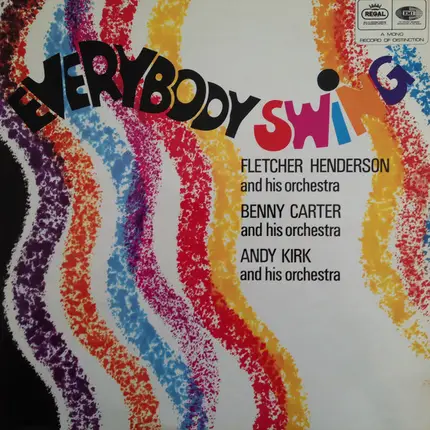 REGAL
EMI
A MONO
RECORD OF DISTINCTION
EVERYBODY SWING
FLETCHER HENDERSON
and his orchestra
BENNY CARTER
and his orchestra
ANDY KIRK
and his orchestra